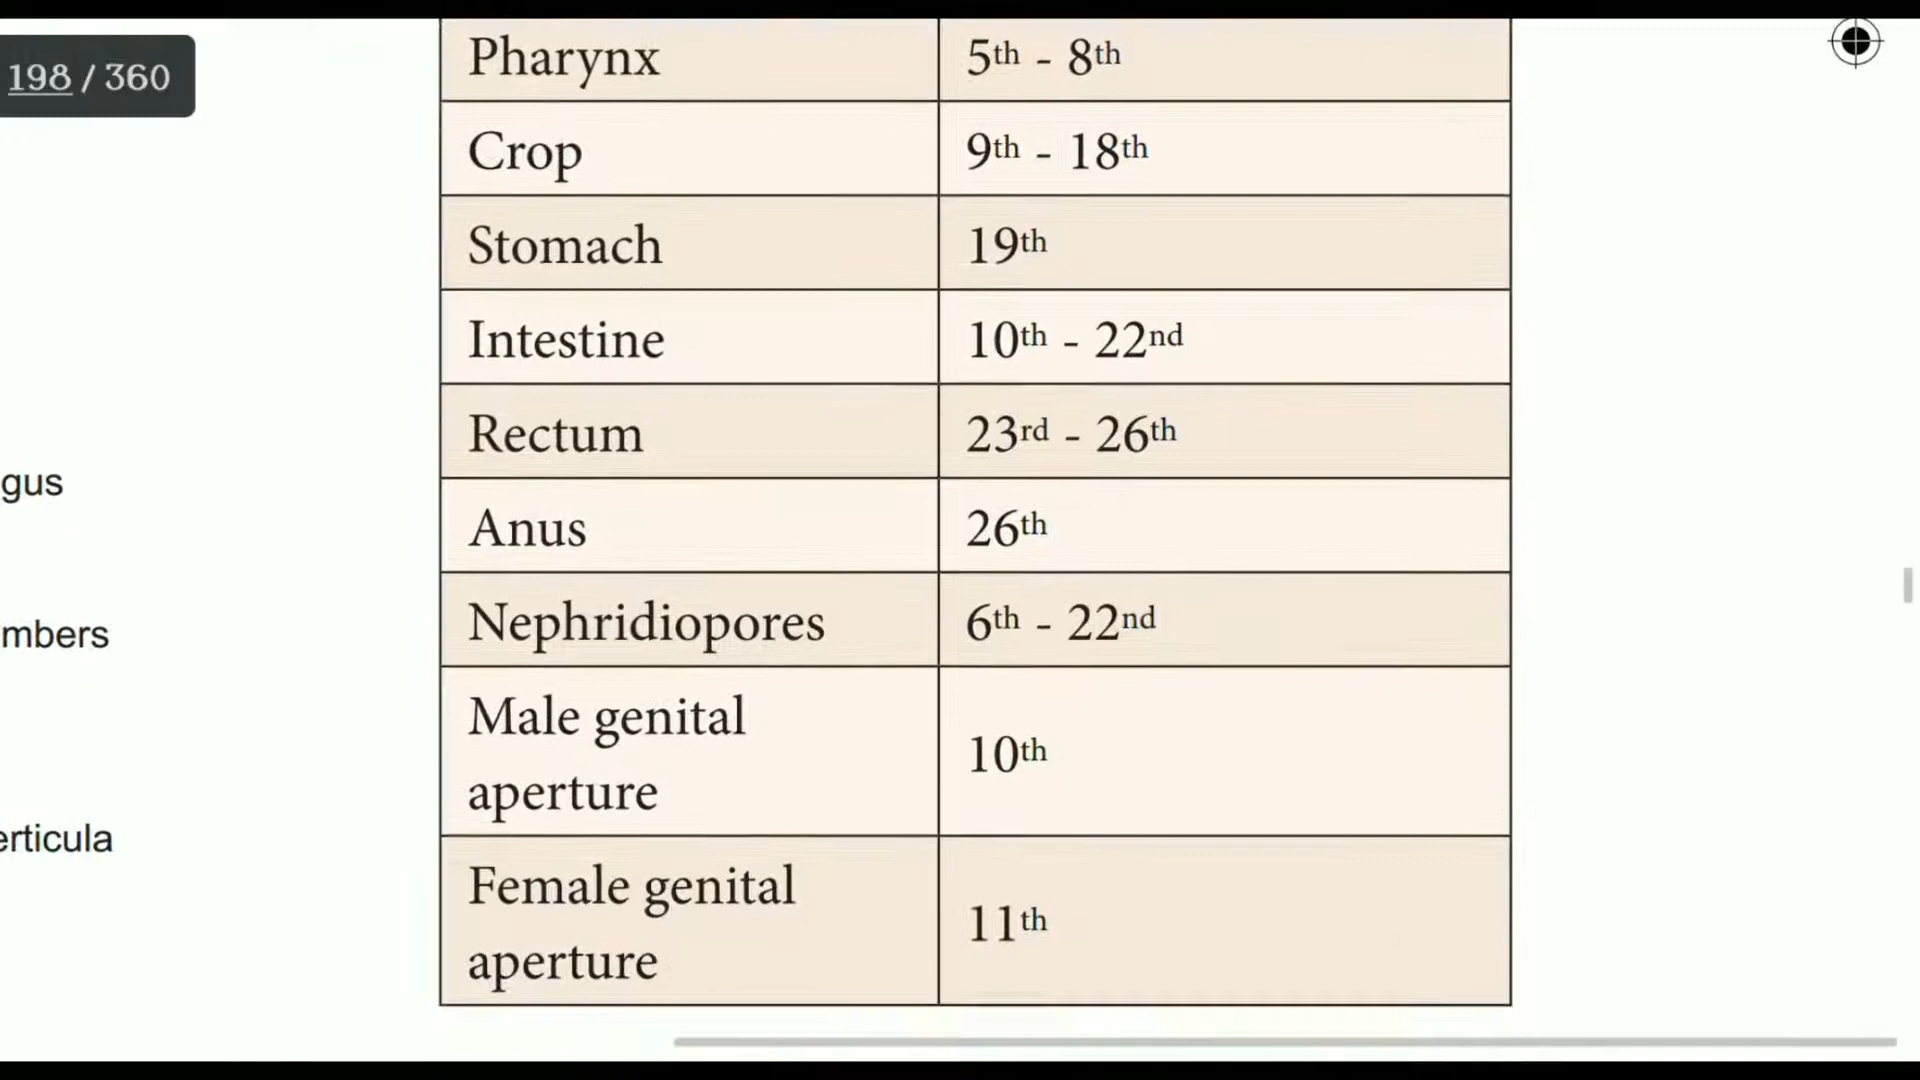 198 / 360
Pharynx 5th - 8th
Crop 9th - 18th
Stomach 19th
Intestine 10th - 22nd
Rectum 23rd - 26th
gus
Anus 26th
Nephridiopores 6th - 22nd
mbers
Male genital
aperture 10th
erticula
Female genital
aperture 11th